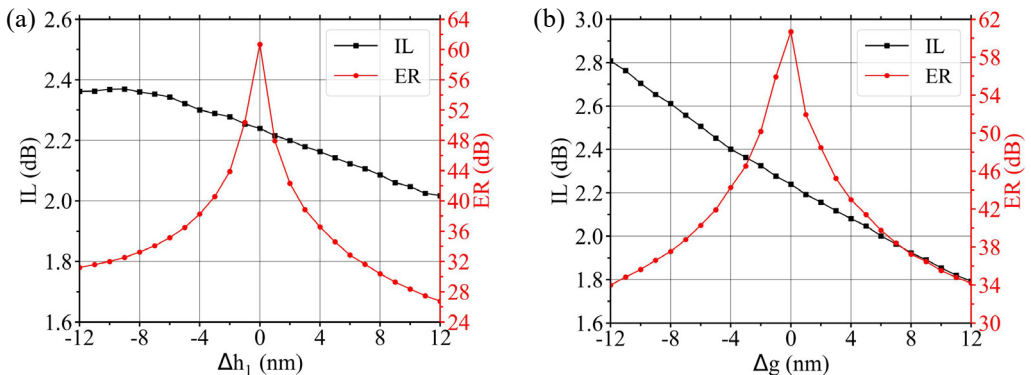 (a)
IL (dB)
2.6
2.4
2.2
2.0
1.8
1.6
-12 -8 -4 0 4 8 12
Δh₁ (nm)
IL
ER
64
60
56
52
48
44
40
36
32
28
24
ER (dB)
(b)
IL (dB)
3.0
2.8
2.6
2.4
2.2
2.0
1.8
1.6
-12 -8 -4 0 4 8 12
Δg (nm)
IL
ER
62
58
54
50
46
42
38
34
30
ER (dB)